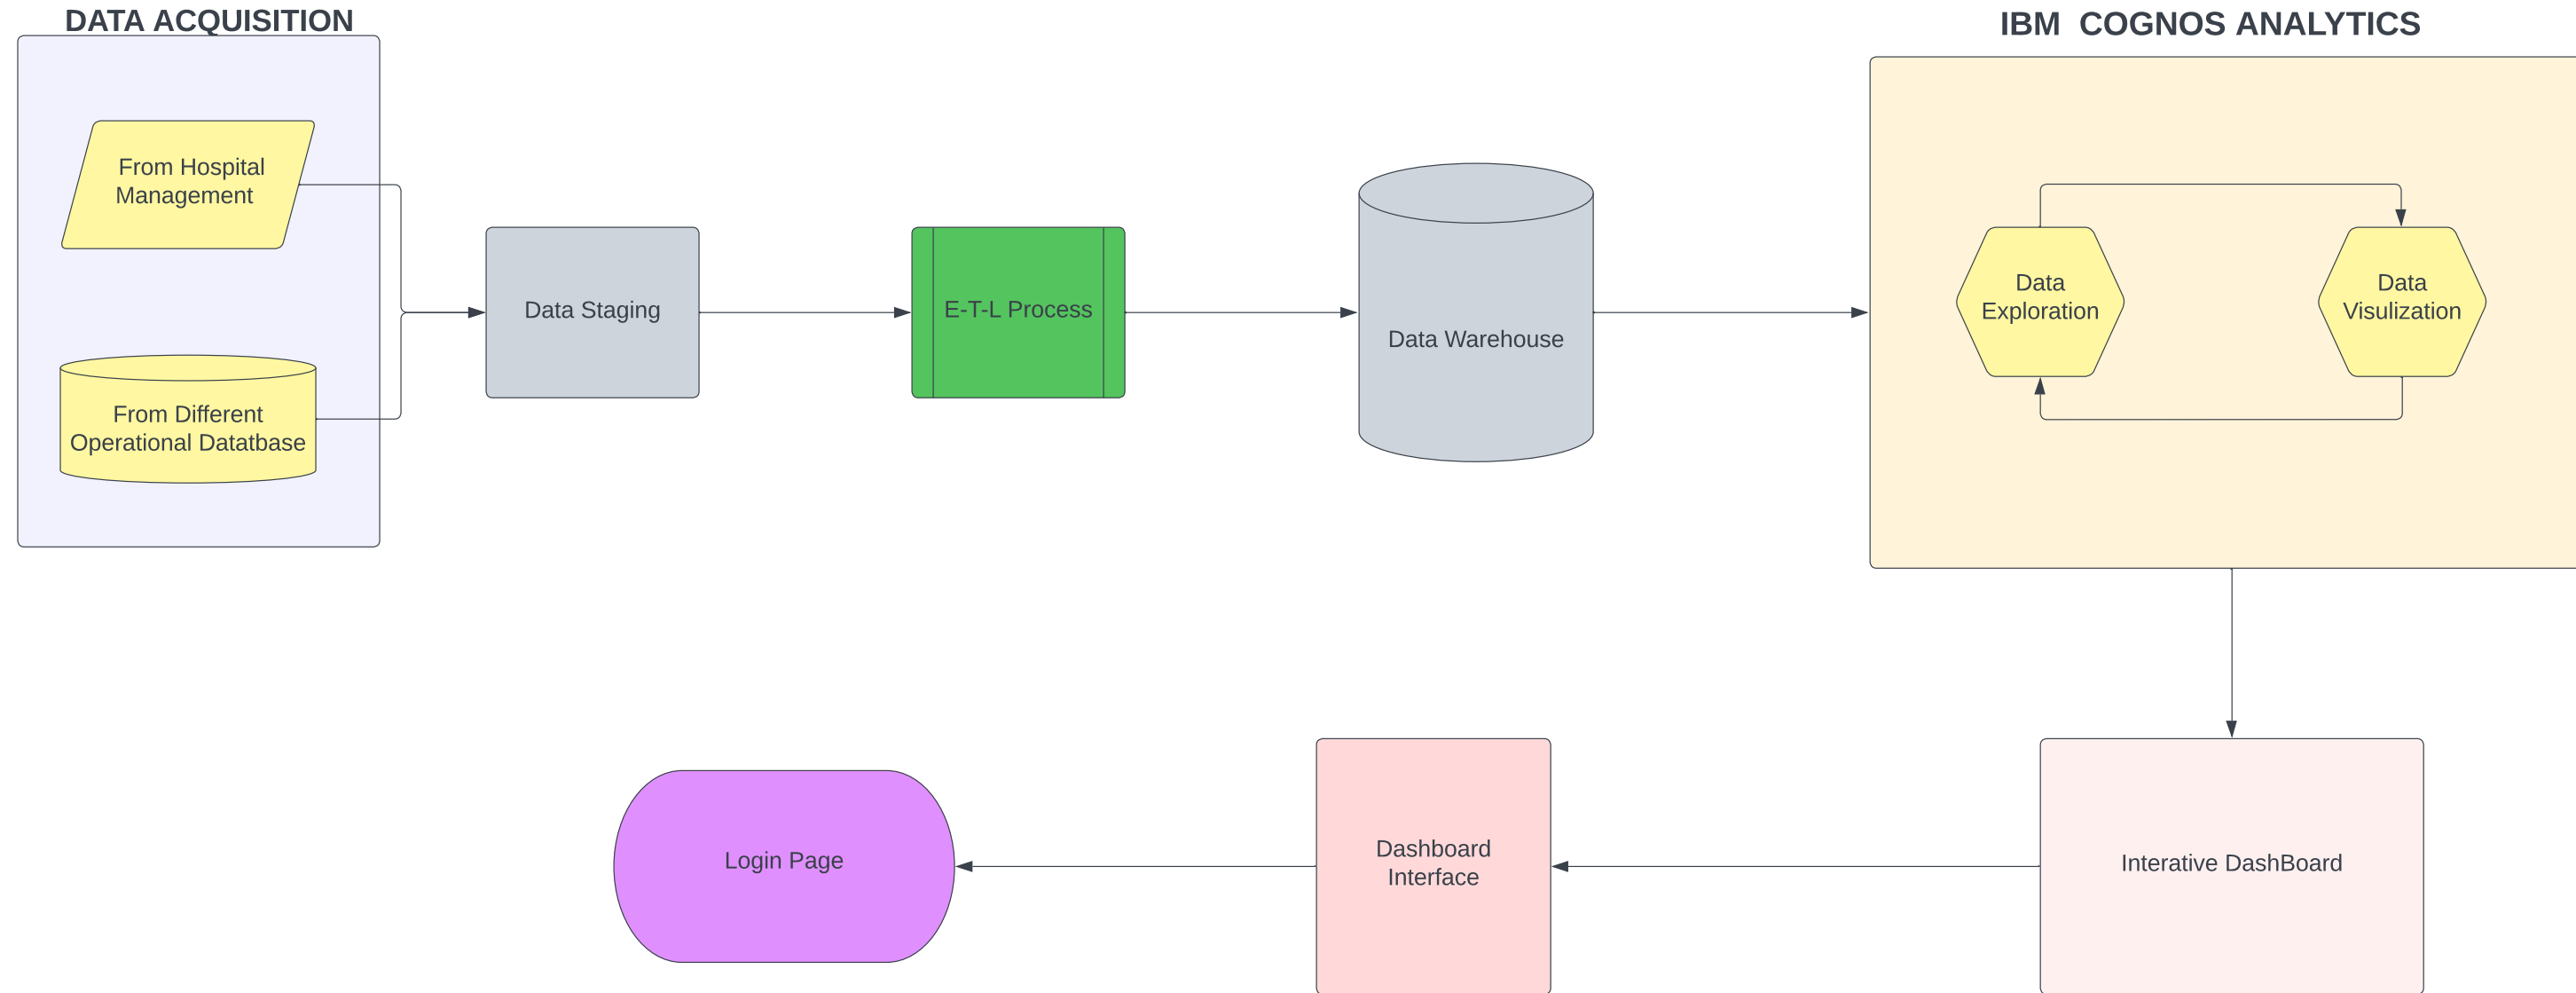 DATA ACQUISITION
IBM  COGNOS ANALYTICS
From Hospital
Management
From Different
Operational Datatbase
Data Staging
E-T-L Process
Data Warehouse
Data
Exploration
Data
Visulization
Login Page
Dashboard
Interface
Interative DashBoard